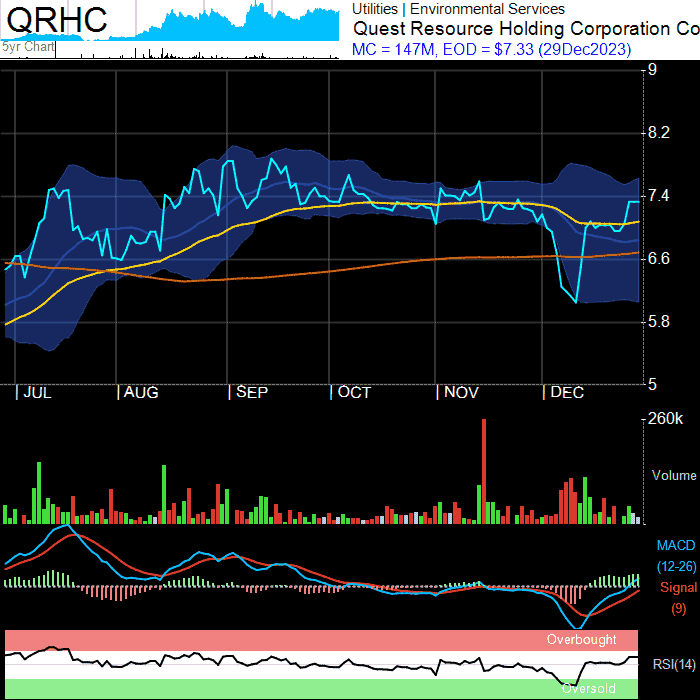 QRHC
5yr Chart
Utilities | Environmental Services
Quest Resource Holding Corporation Co
MC = 147M, EOD = $7.33 (29Dec2023)
9
8.2
7.4
6.6
5.8
5
| JUL | AUG | SEP | OCT | NOV | DEC
260k
Volume
MACD
(12-26)
Signal
(9)
Overbought
RSI(14)
Oversold